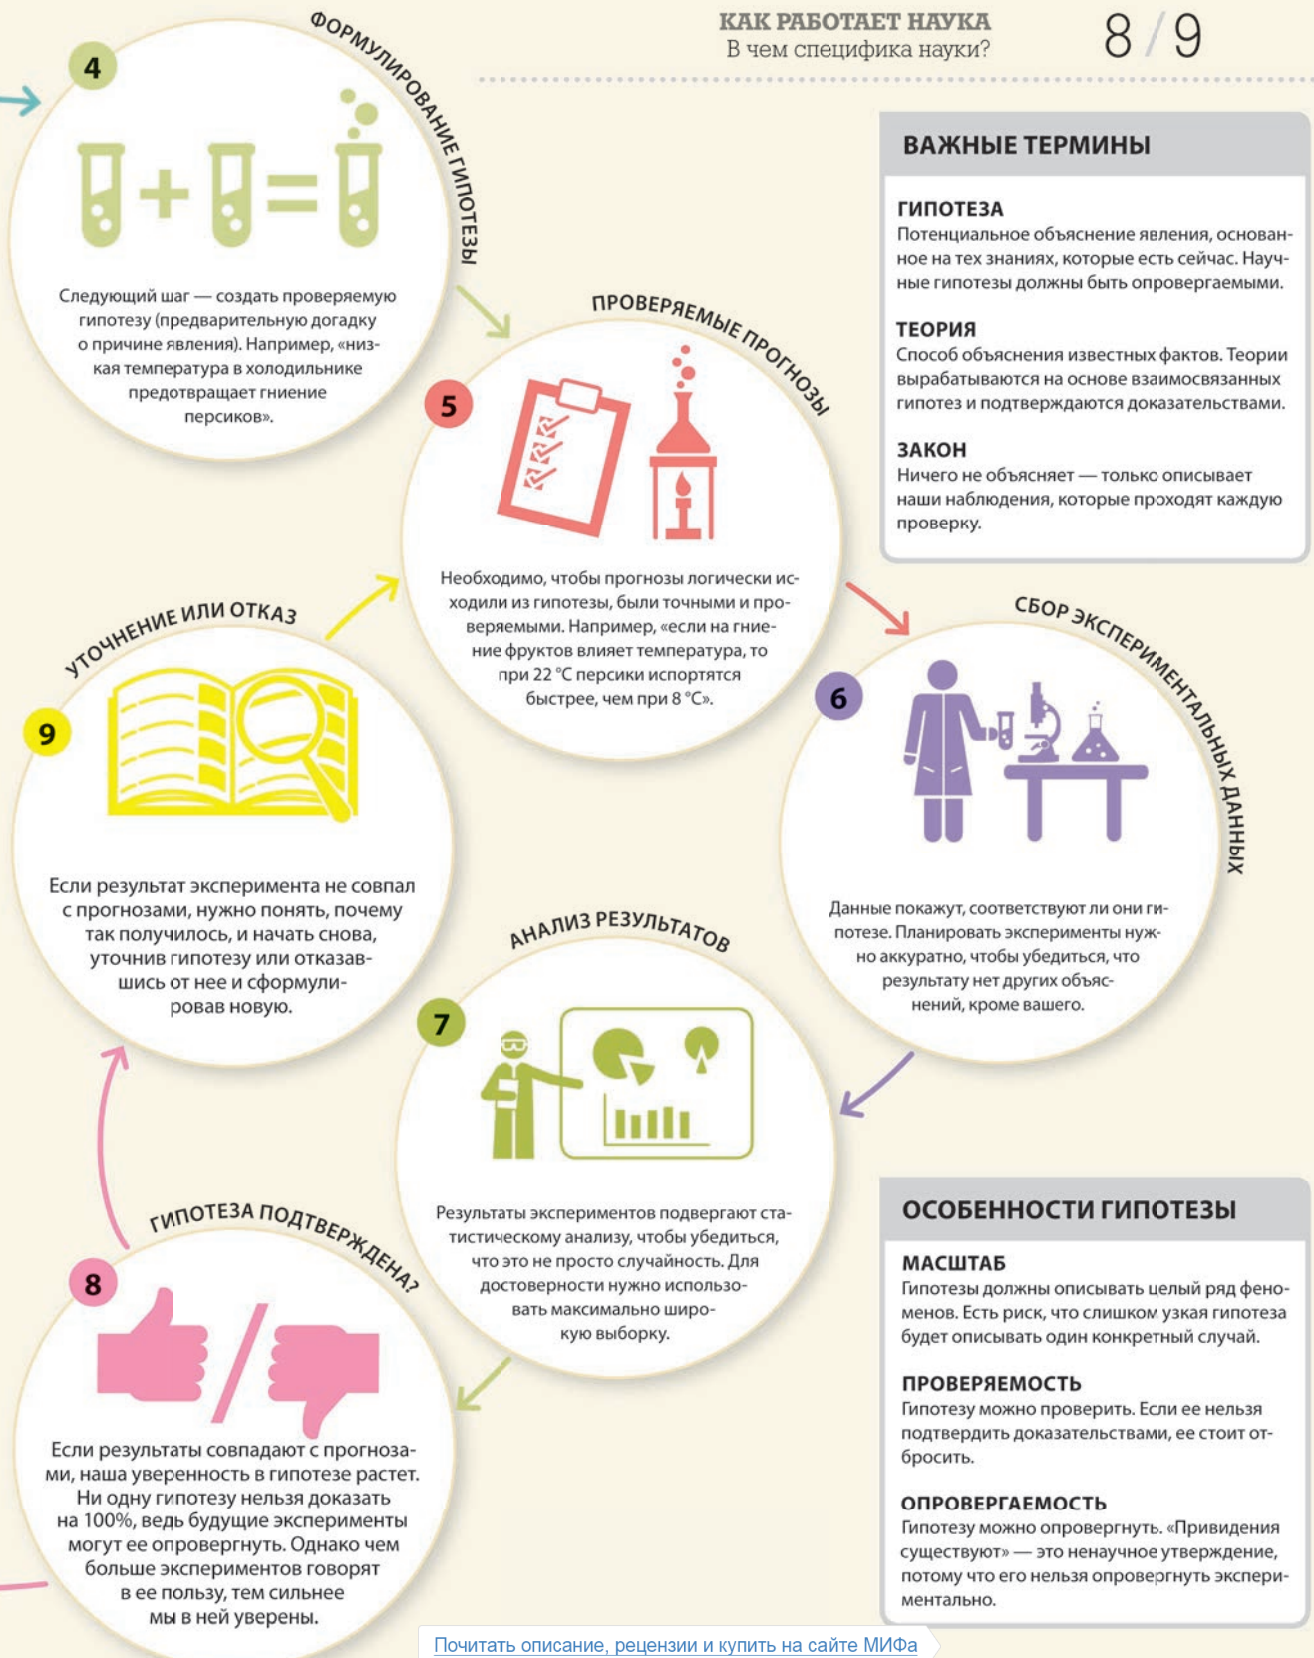 КАК РАБОТАЕТ НАУКА
В чем специфика науки?
8/9
4
ФОРМУЛИРОВАНИЕ ГИПОТЕЗЫ
Следующий шаг — создать проверяемую
гипотезу (предварительную догадку
о причине явления). Например, «низ-
кая температура в холодильнике
предотвращает гниение
персиков».
5
ПРОВЕРЯЕМЫЕ ПРОГНОЗЫ
Необходимо, чтобы прогнозы логически ис-
ходили из гипотезы, были точными и про-
веряемыми. Например, «если на гние-
ние фруктов влияет температура, то
при 22 °C персики испортятся
быстрее, чем при 8 °C».
6
СБОР ЭКСПЕРИМЕНТАЛЬНЫХ ДАННЫХ
Данные покажут, соответствуют ли они ги-
потезе. Планировать эксперименты нуж-
но аккуратно, чтобы убедиться, что
результату нет других объяс-
нений, кроме вашего.
7
АНАЛИЗ РЕЗУЛЬТАТОВ
Результаты экспериментов подвергают ста-
тистическому анализу, чтобы убедиться,
что это не просто случайность. Для
достоверности нужно использо-
вать максимально широ-
кую выборку.
8
ГИПОТЕЗА ПОДТВЕРЖДЕНА?
Если результаты совпадают с прогноза-
ми, наша уверенность в гипотезе растет.
Ни одну гипотезу нельзя доказать
на 100%, ведь будущие эксперименты
могут ее опровергнуть. Однако чем
больше экспериментов говорят
в ее пользу, тем сильнее
мы в ней уверены.
9
УТОЧНЕНИЕ ИЛИ ОТКАЗ
Если результат эксперимента не совпал
с прогнозами, нужно понять, почему
так получилось, и начать снова,
уточнив гипотезу или отказав-
шись от нее и сформули-
ровав новую.
ВАЖНЫЕ ТЕРМИНЫ
ГИПОТЕЗА
Потенциальное объяснение явления, основан-
ное на тех знаниях, которые есть сейчас. Науч-
ные гипотезы должны быть опровергаемыми.
ТЕОРИЯ
Способ объяснения известных фактов. Теории
вырабатываются на основе взаимосвязанных
гипотез и подтверждаются доказательствами.
ЗАКОН
Ничего не объясняет — только описывает
наши наблюдения, которые проходят каждую
проверку.
ОСОБЕННОСТИ ГИПОТЕЗЫ
МАСШТАБ
Гипотезы должны описывать целый ряд фено-
менов. Есть риск, что слишком узкая гипотеза
будет описывать один конкретный случай.
ПРОВЕРЯЕМОСТЬ
Гипотезу можно проверить. Если ее нельзя
подтвердить доказательствами, ее стоит от-
бросить.
ОПРОВЕРГАЕМОСТЬ
Гипотезу можно опровергнуть. «Привидения
существуют» — это ненаучное утверждение,
потому что его нельзя опровергнуть экспери-
ментально.
Почитать описание, рецензии и купить на сайте МИФа